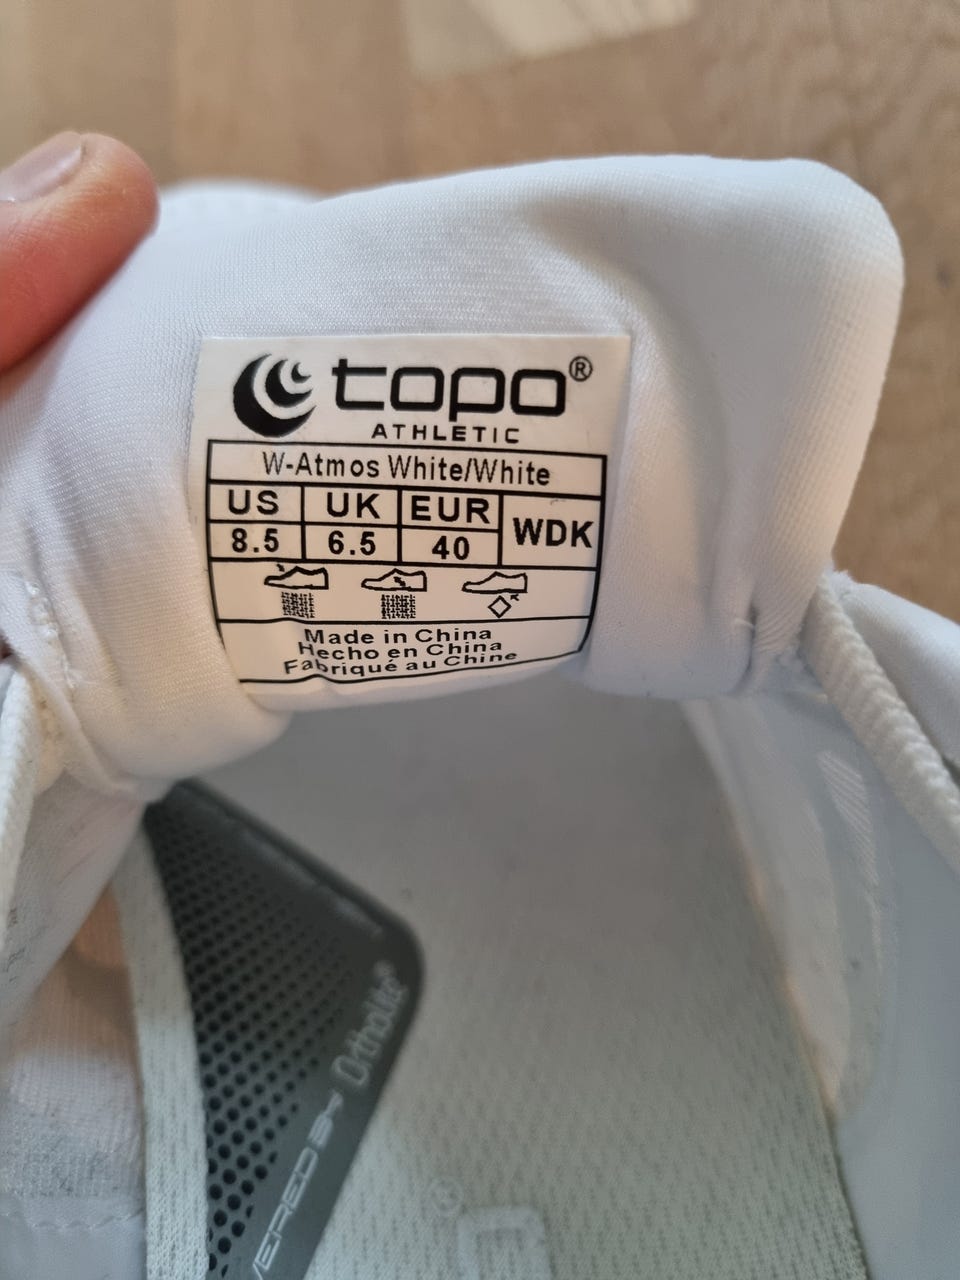 topo®
ATHLETIC
W-Atmos White/White
US UK EUR WDK
8.5 6.5 40
Made in China
Hecho en China
Fabriqué au Chine
Ortholite®
®